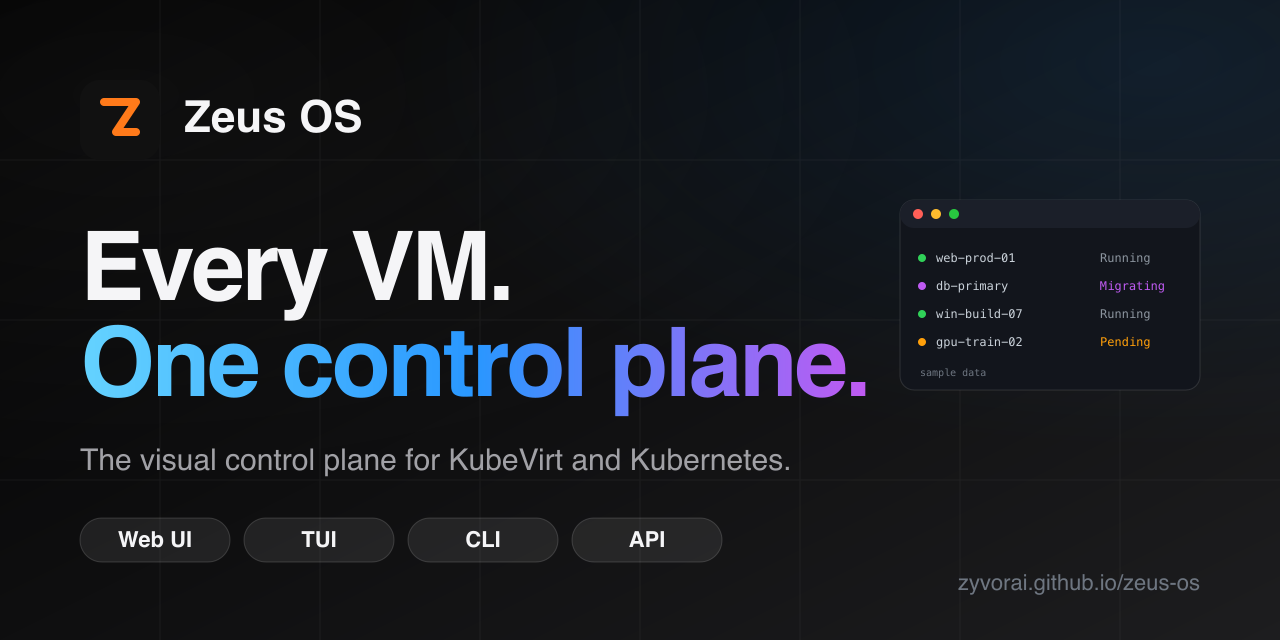 Zeus OS
Every VM.
One control plane.
The visual control plane for KubeVirt and Kubernetes.
Web UI
TUI
CLI
API
web-prod-01 Running
db-primary Migrating
win-build-07 Running
gpu-train-02 Pending
sample data
zyvorai.github.io/zeus-os